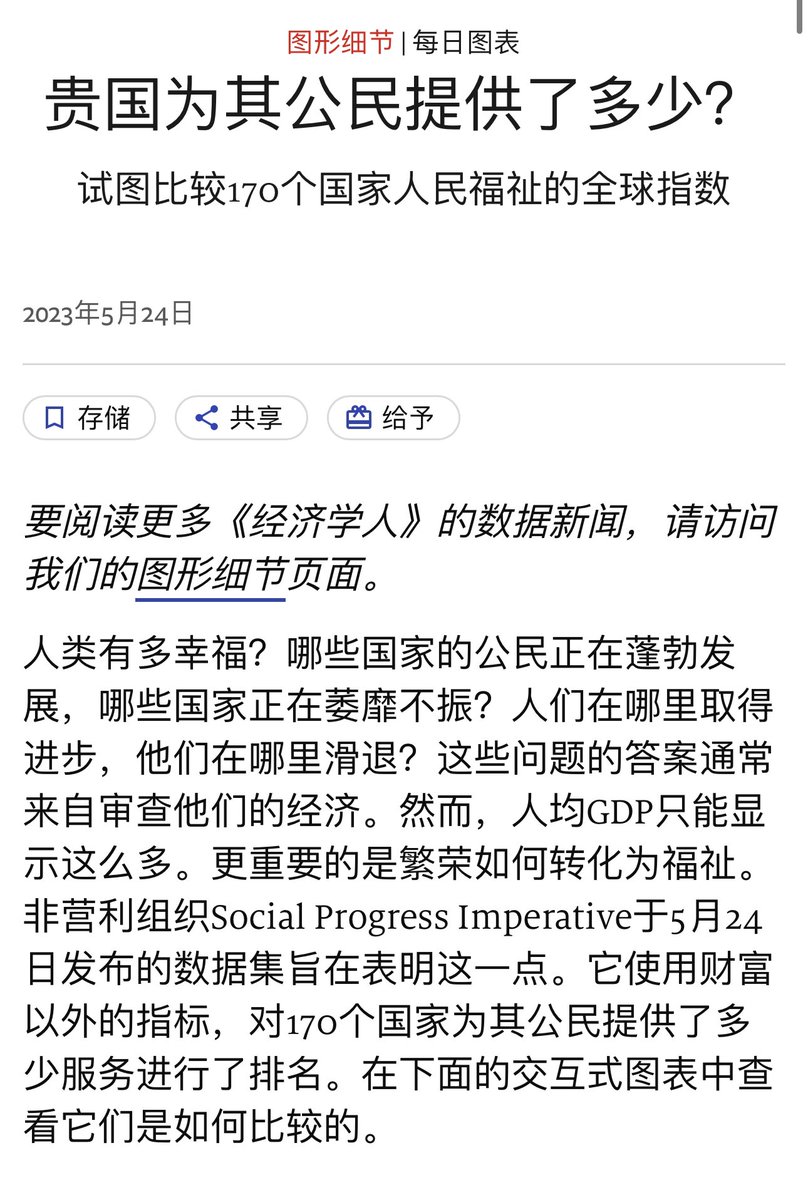 图形细节 | 每日图表
贵国为其公民提供了多少？
试图比较170个国家人民福祉的全球指数
2023年5月24日
存储 共享 给予
要阅读更多《经济学人》的数据新闻，请访问
我们的图形细节页面。
人类有多幸福？哪些国家的公民正在蓬勃发
展，哪些国家正在萎靡不振？人们在哪里取得
进步，他们在哪里滑退？这些问题的答案通常
来自审查他们的经济。然而，人均GDP只能显
示这么多。更重要的是繁荣如何转化为福祉。
非营利组织Social Progress Imperative于5月24
日发布的数据集旨在表明这一点。它使用财富
以外的指标，对170个国家为其公民提供了多
少服务进行了排名。在下面的交互式图表中查
看它们是如何比较的。